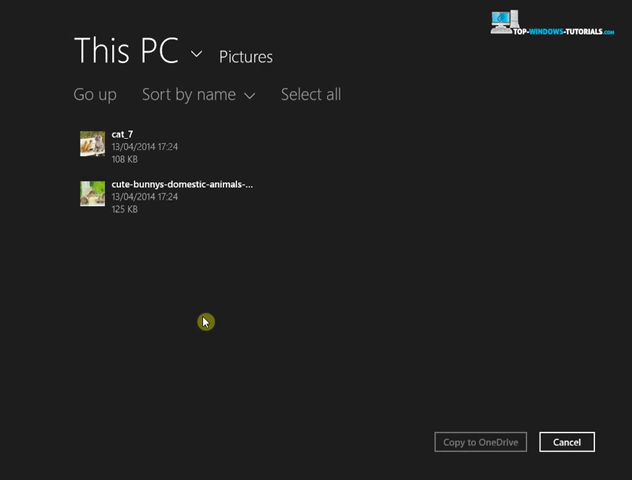 TOP-WINDOWS-TUTORIALS.COM
This PC Pictures
Go up Sort by name Select all
cat_7
13/04/2014 17:24
108 KB
cute-bunnys-domestic-animals-...
13/04/2014 17:24
125 KB
Copy to OneDrive Cancel